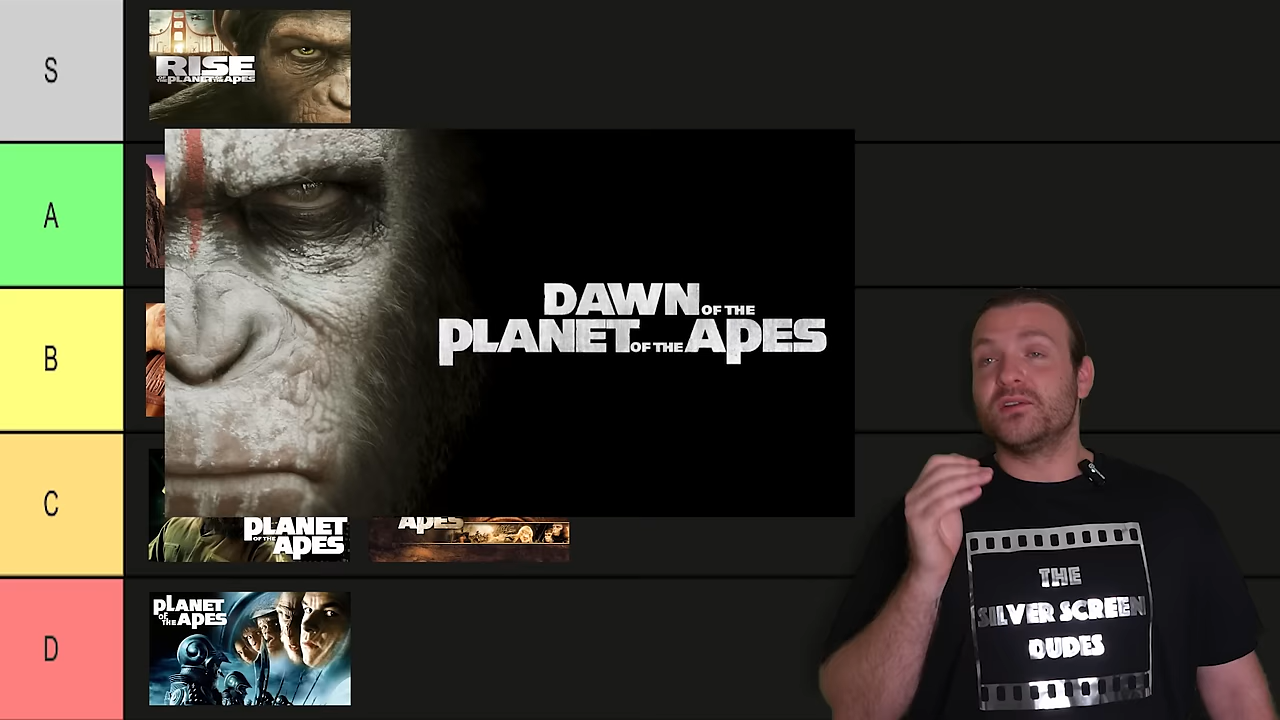 S
RISE
OF THE
PLANET OF THE APES
A
DAWN OF THE
PLANET OF THE APES
B
C
PLANET
OF THE APES
APES
THE
SILVER SCREEN
DUDES
D
PLANET
OF
THE APES